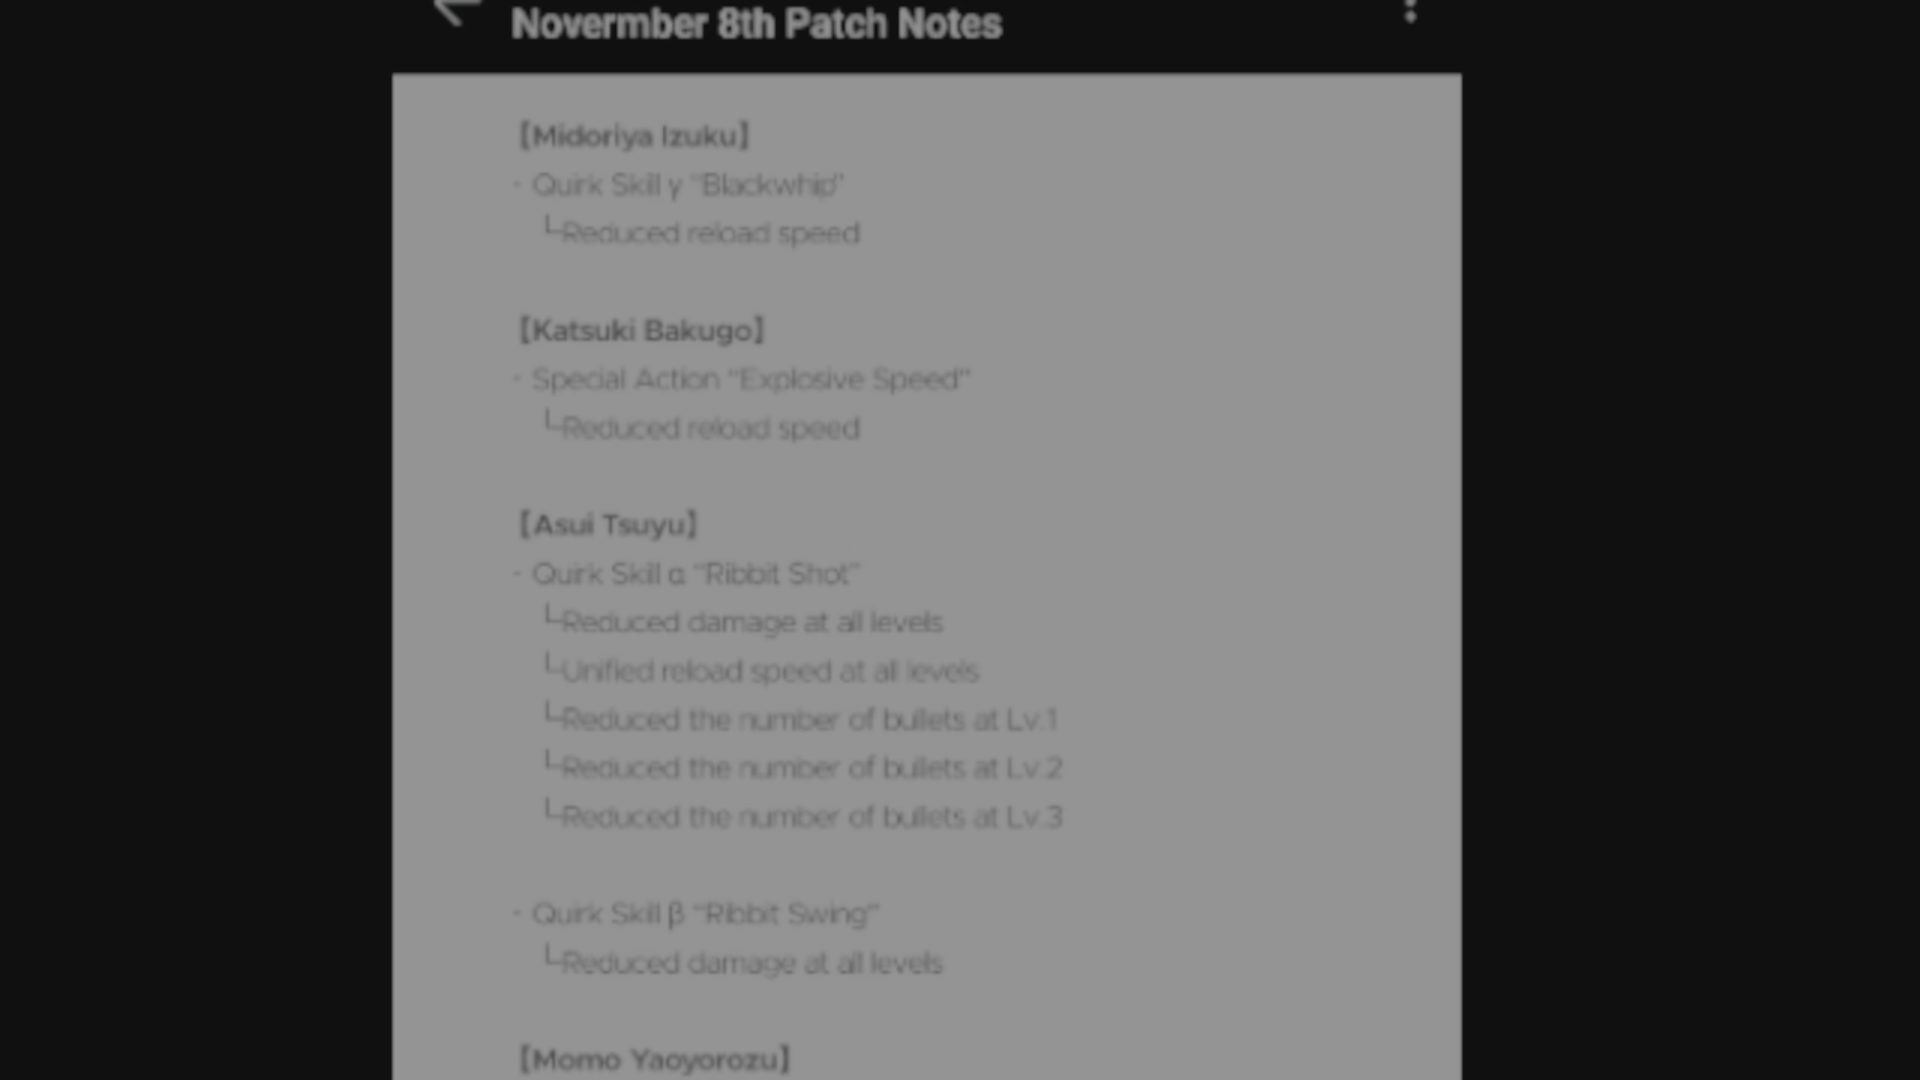 Novermber 8th Patch Notes
【Midoriya Izuku】
· Quirk Skill γ "Blackwhip"
└Reduced reload speed
【Katsuki Bakugo】
· Special Action "Explosive Speed"
└Reduced reload speed
【Asui Tsuyu】
· Quirk Skill α "Ribbit Shot"
└Reduced damage at all levels
└Unified reload speed at all levels
└Reduced the number of bullets at Lv.1
└Reduced the number of bullets at Lv.2
└Reduced the number of bullets at Lv.3
· Quirk Skill β "Ribbit Swing"
└Reduced damage at all levels
【Momo Yaoyorozu】